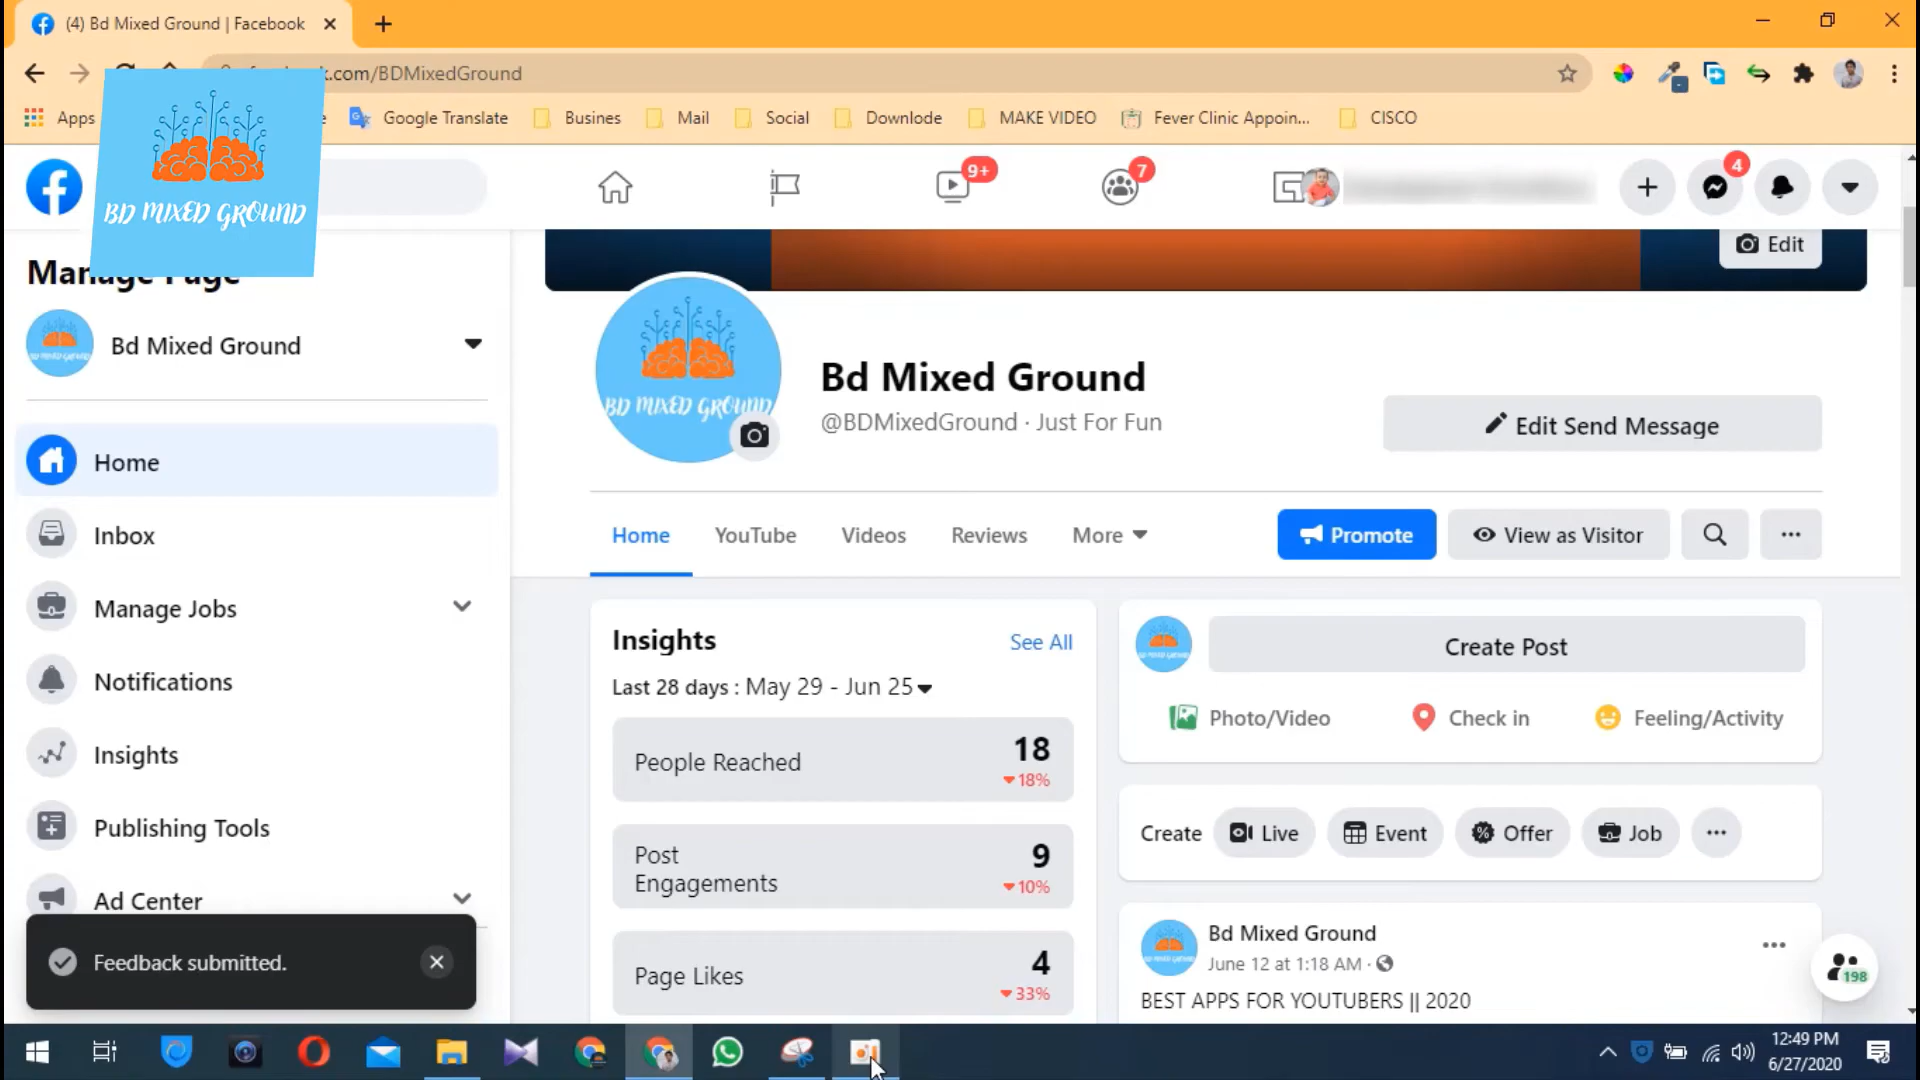 (4) Bd Mixed Ground | Facebook
k.com/BDMixedGround
Apps
Google Translate
Busines
Mail
Social
Downlode
MAKE VIDEO
Fever Clinic Appoin...
CISCO
BD MIXED GROUND
9+
7
4
Manage Page
Bd Mixed Ground
Home
Inbox
Manage Jobs
Notifications
Insights
Publishing Tools
Ad Center
Feedback submitted.
Edit
BD MIXED GROUND
Bd Mixed Ground
@BDMixedGround · Just For Fun
Edit Send Message
Home
YouTube
Videos
Reviews
More
Promote
View as Visitor
Insights
See All
Last 28 days : May 29 - Jun 25
People Reached
18
18%
Post
Engagements
9
10%
Page Likes
4
33%
Create Post
Photo/Video
Check in
Feeling/Activity
Create
Live
Event
Offer
Job
Bd Mixed Ground
June 12 at 1:18 AM ·
BEST APPS FOR YOUTUBERS || 2020
198
12:49 PM
6/27/2020